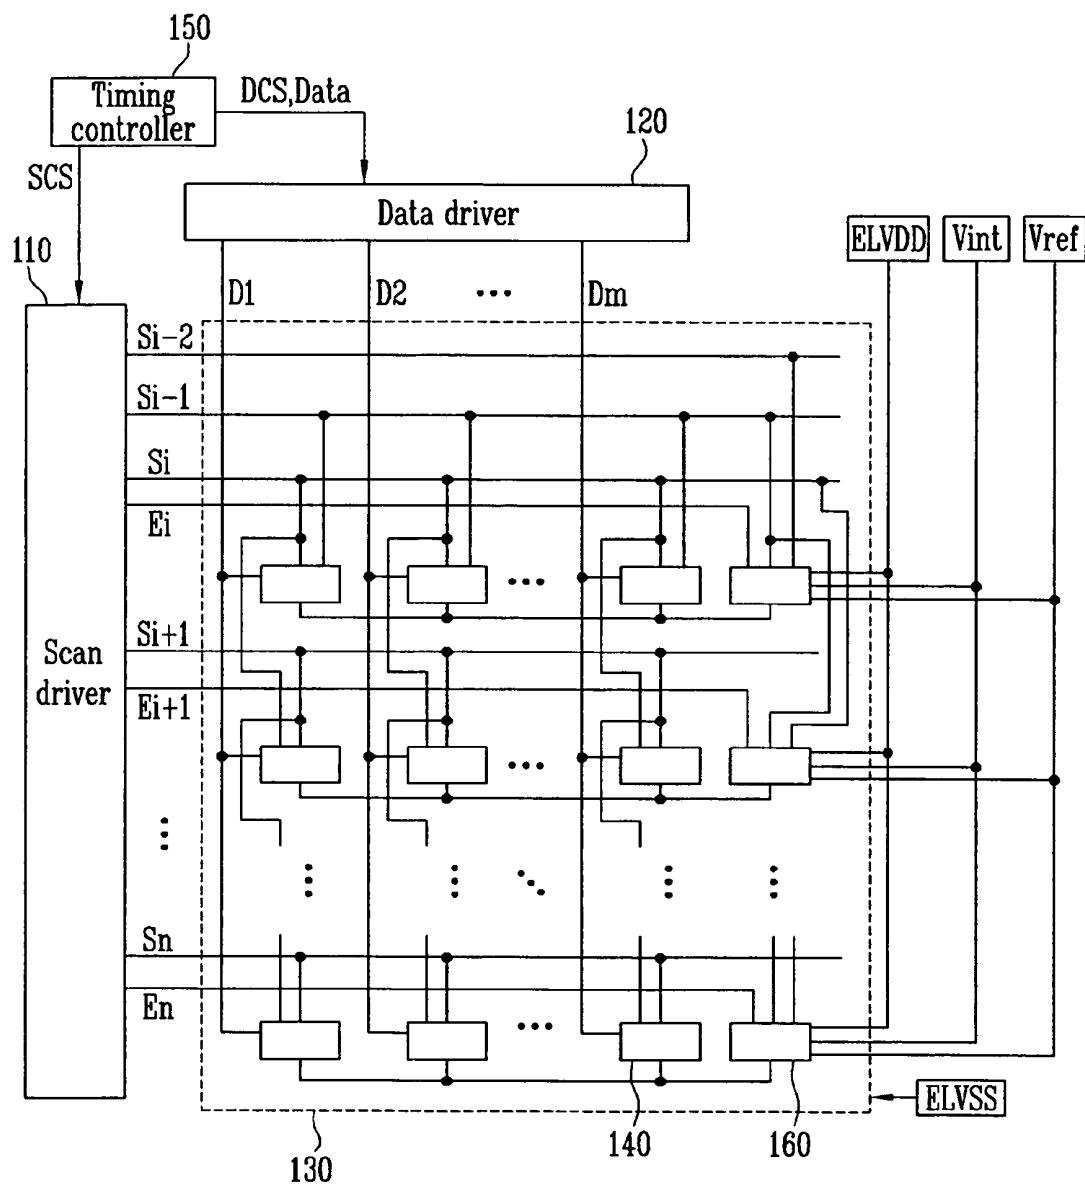 150
Timing
controller
DCS,Data
120
SCS
Data driver
110
ELVDD
Vint
Vref
D1
D2
Dm
Si-2
Si-1
Si
Ei
Si+1
Scan
driver
Ei+1
Sn
En
ELVSS
130
140
160